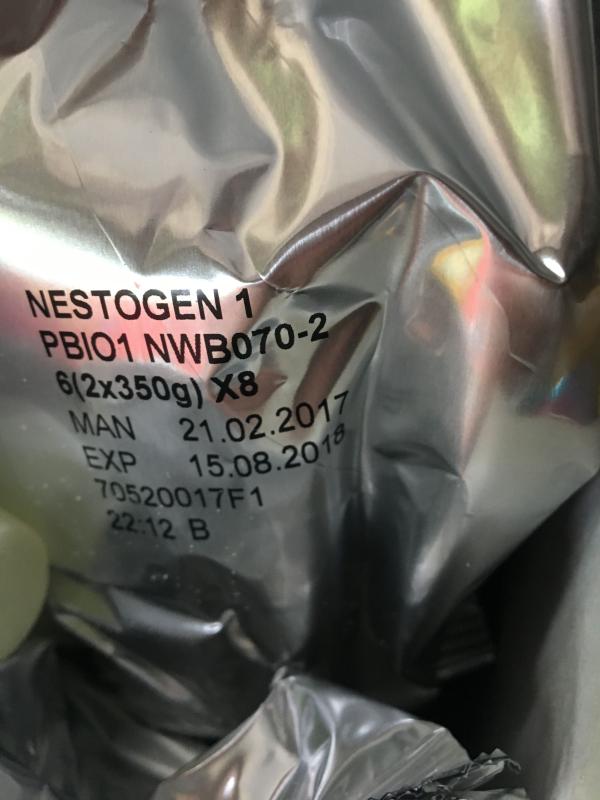 NESTOGEN 1
PBIO1 NWB070-2
6(2x350g) X8
MAN 21.02.2017
EXP 15.08.2018
70520017F1
22:12 B